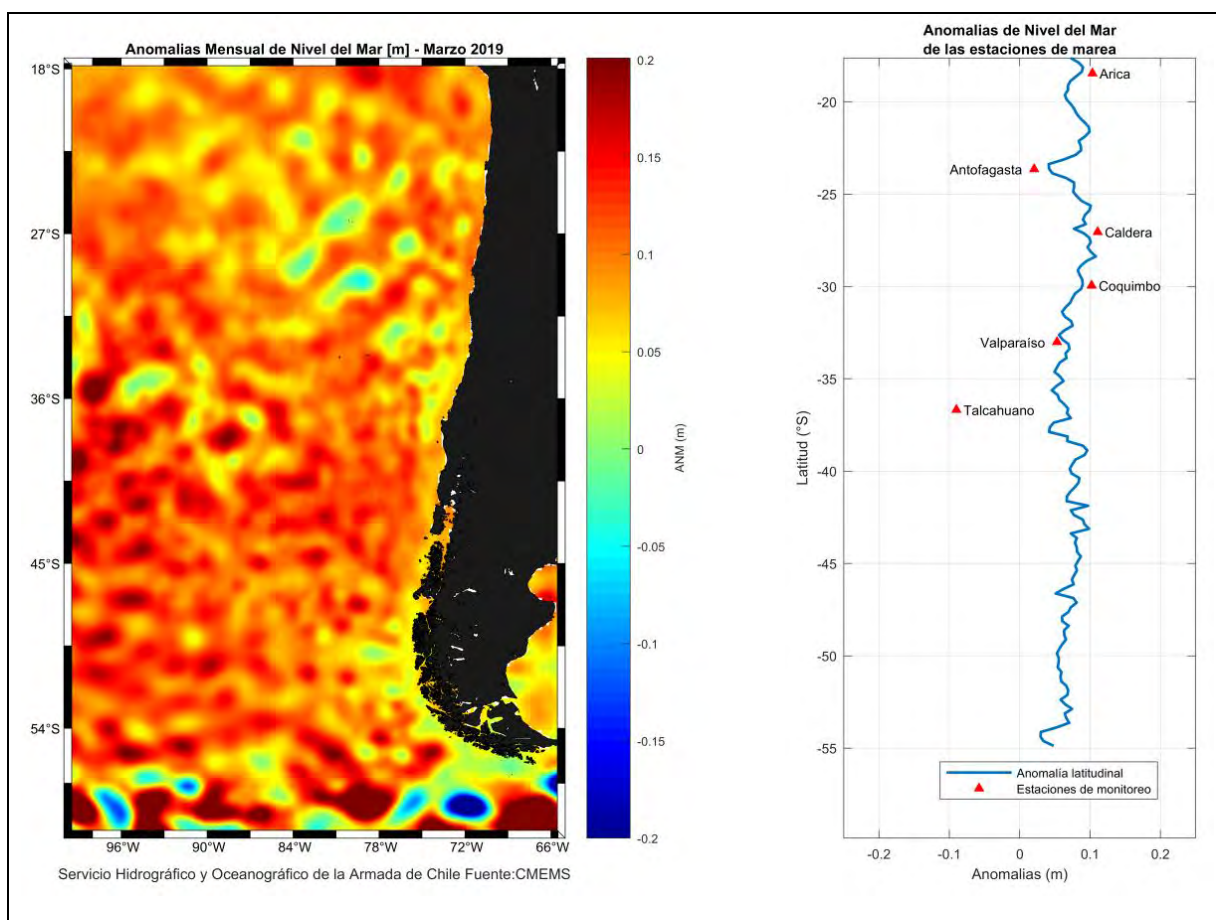 Anomalias Mensual de Nivel del Mar [m] - Marzo 2019
18°S
27°S
36°S
45°S
54°S
96°W
90°W
84°W
78°W
72°W
66°W
0.2
0.15
0.1
0.05
0
-0.05
-0.1
-0.15
-0.2
ANM (m)
Servicio Hidrográfico y Oceanográfico de la Armada de Chile Fuente:CMEMS
Anomalias de Nivel del Mar
de las estaciones de marea
Latitud (°S)
-20
-25
-30
-35
-40
-45
-50
-55
Arica
Antofagasta
Caldera
Coquimbo
Valparaíso
Talcahuano
Anomalía latitudinal
Estaciones de monitoreo
-0.2
-0.1
0
0.1
0.2
Anomalias (m)